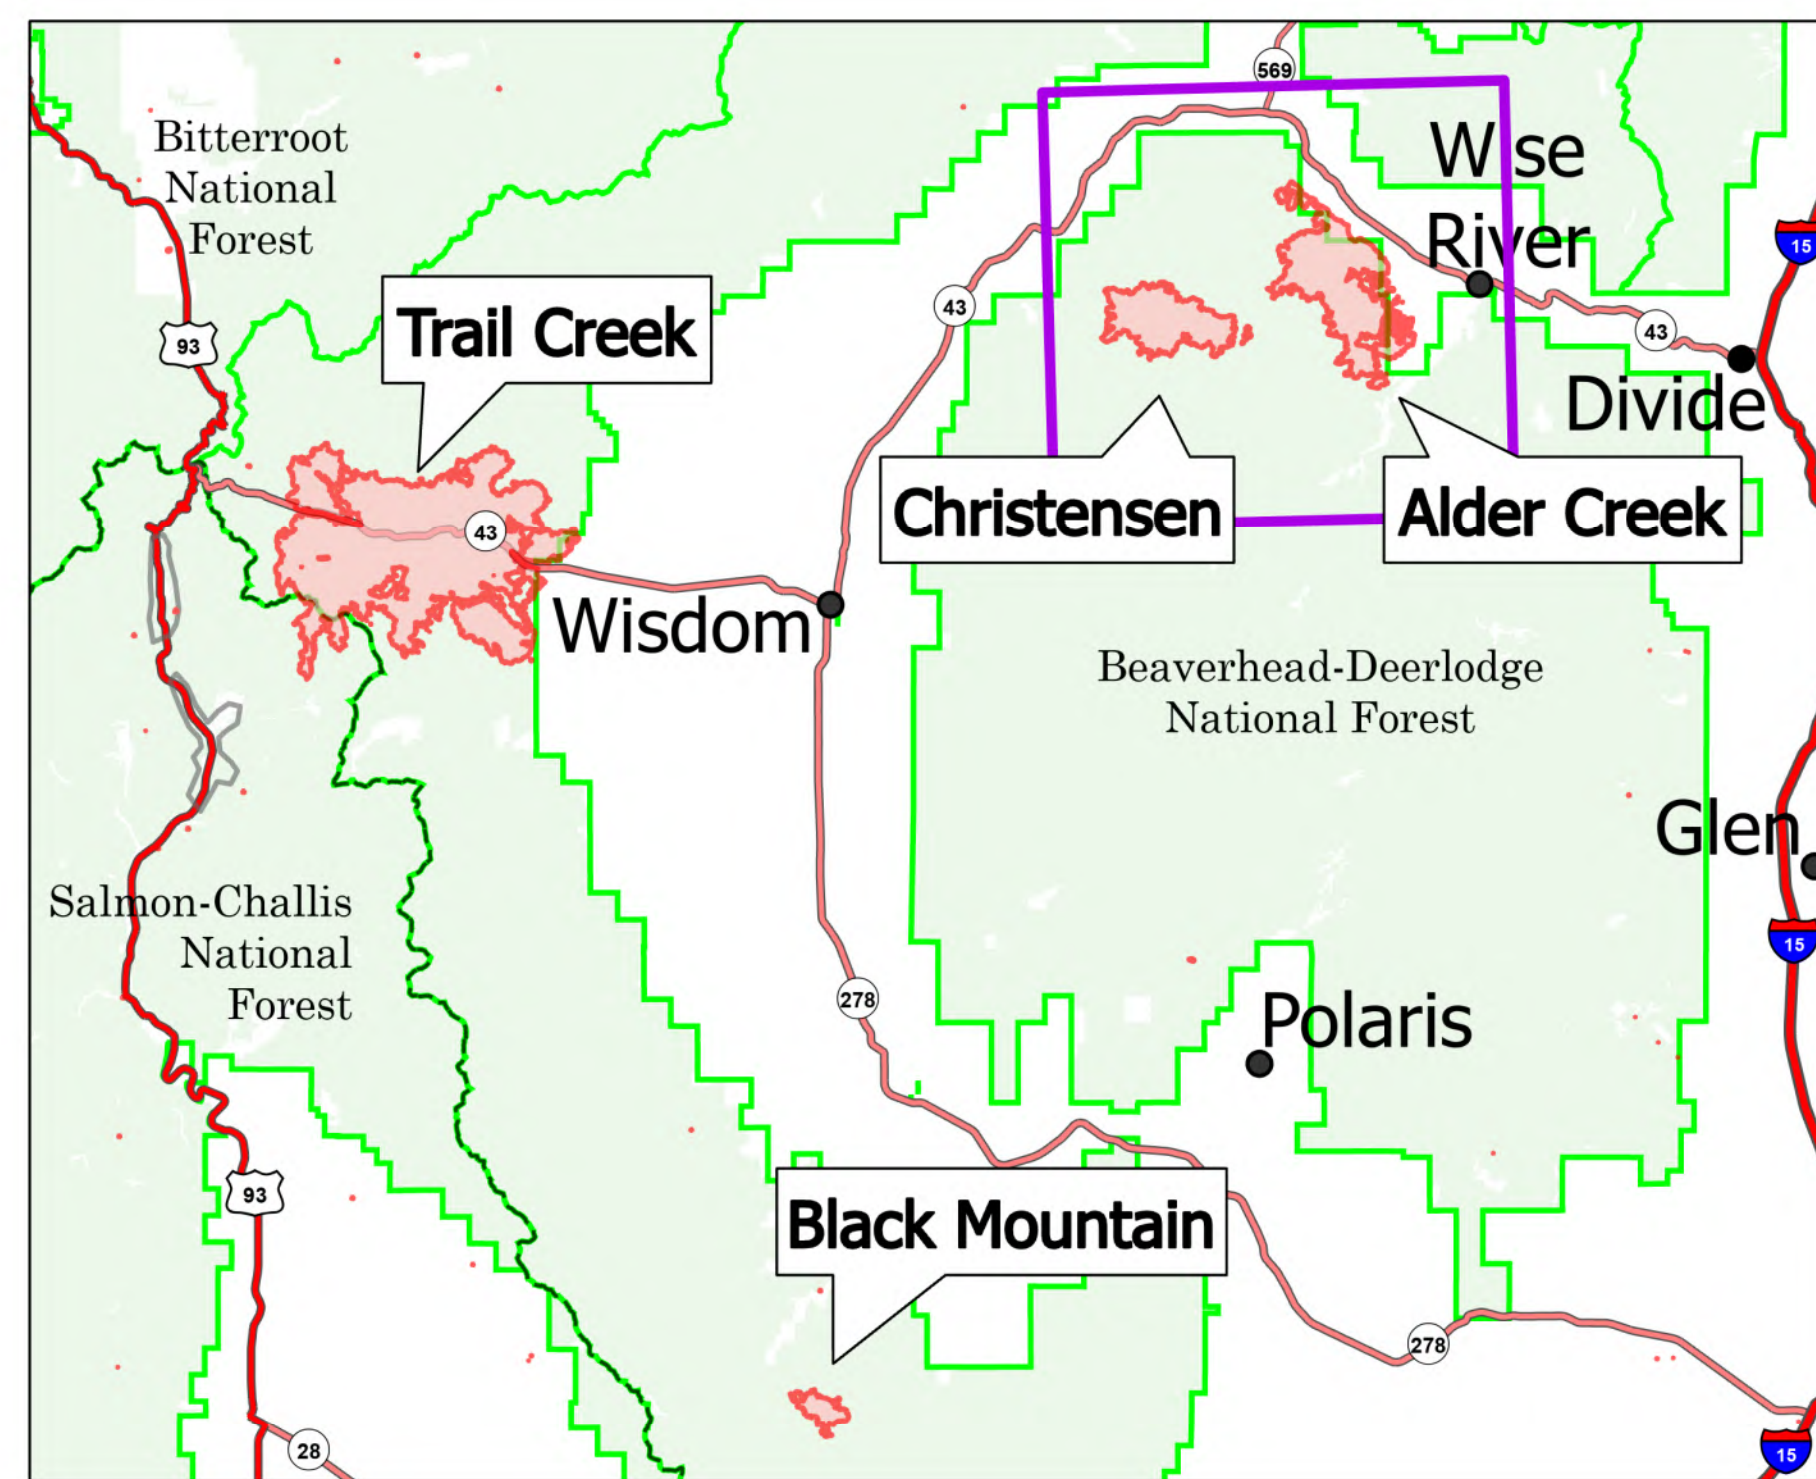 569
15
Bitterroot
National
Forest
Wise
River
93
Trail Creek
43
43
Divide
Christensen
Alder Creek
43
Wisdom
Beaverhead-Deerlodge
National Forest
Glen
Salmon-Challis
National
Forest
15
278
Polaris
93
Black Mountain
278
28
15